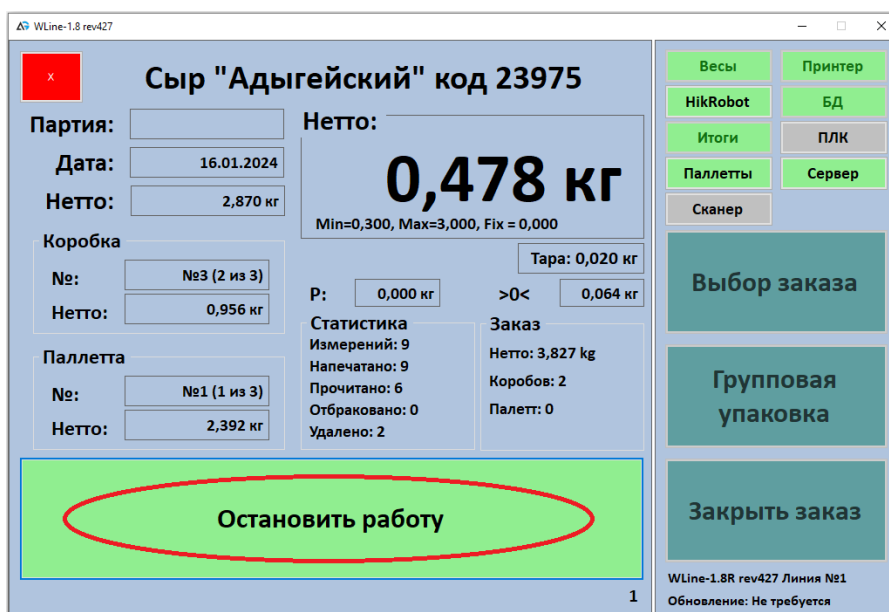 WLine-1.8 rev427
X
Сыр "Адыгейский" код 23975
Партия:
Дата: 16.01.2024
Нетто: 2,870 кг
Коробка
№: №3 (2 из 3)
Нетто: 0,956 кг
Паллетта
№: №1 (1 из 3)
Нетто: 2,392 кг
Нетто:
0,478 кг
Min=0,300, Max=3,000, Fix = 0,000
Тара: 0,020 кг
P: 0,000 кг >0< 0,064 кг
Статистика
Измерений: 9
Напечатано: 9
Прочитано: 6
Отбраковано: 0
Удалено: 2
Заказ
Нетто: 3,827 kg
Коробов: 2
Палетт: 0
Остановить работу
1
Весы Принтер
HikRobot БД
Итоги ПЛК
Паллетты Сервер
Сканер
Выбор заказа
Групповая
упаковка
Закрыть заказ
WLine-1.8R rev427 Линия №1
Обновление: Не требуется